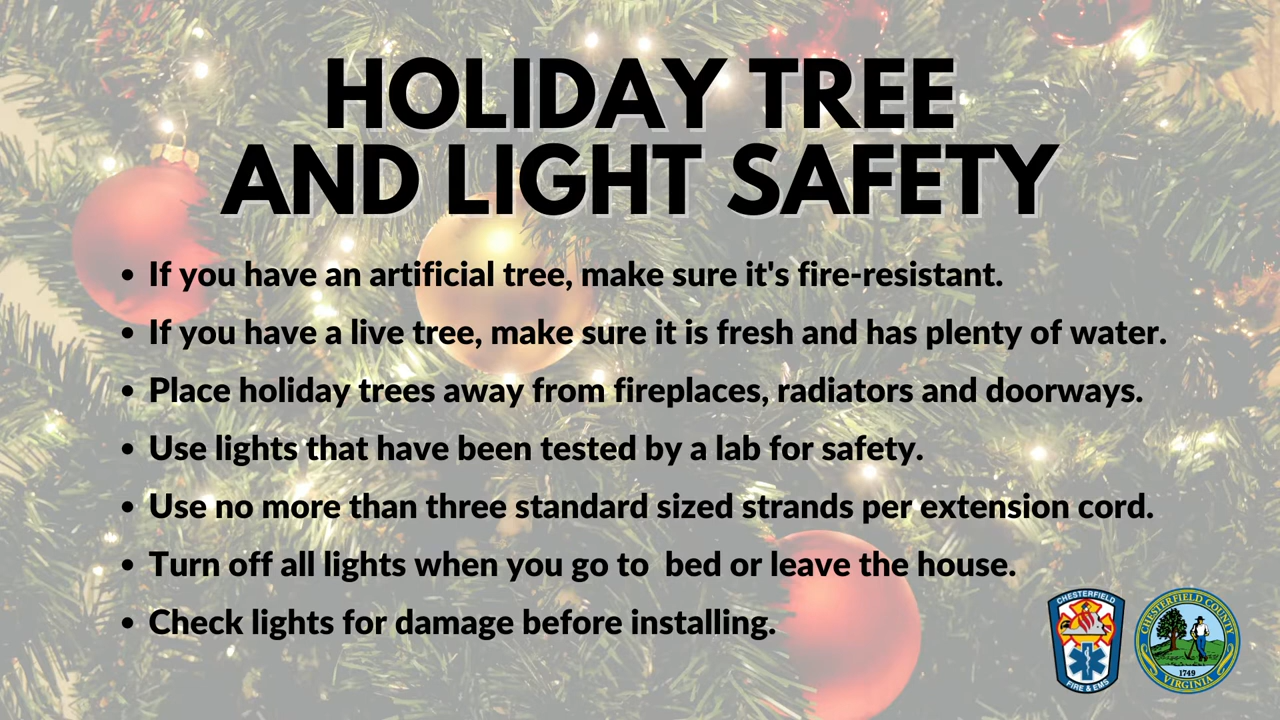 HOLIDAY TREE
AND LIGHT SAFETY
• If you have an artificial tree, make sure it's fire-resistant.
• If you have a live tree, make sure it is fresh and has plenty of water.
• Place holiday trees away from fireplaces, radiators and doorways.
• Use lights that have been tested by a lab for safety.
• Use no more than three standard sized strands per extension cord.
• Turn off all lights when you go to  bed or leave the house.
• Check lights for damage before installing.
CHESTERFIELD
FIRE & EMS
CHESTERFIELD COUNTY
1749
VIRGINIA